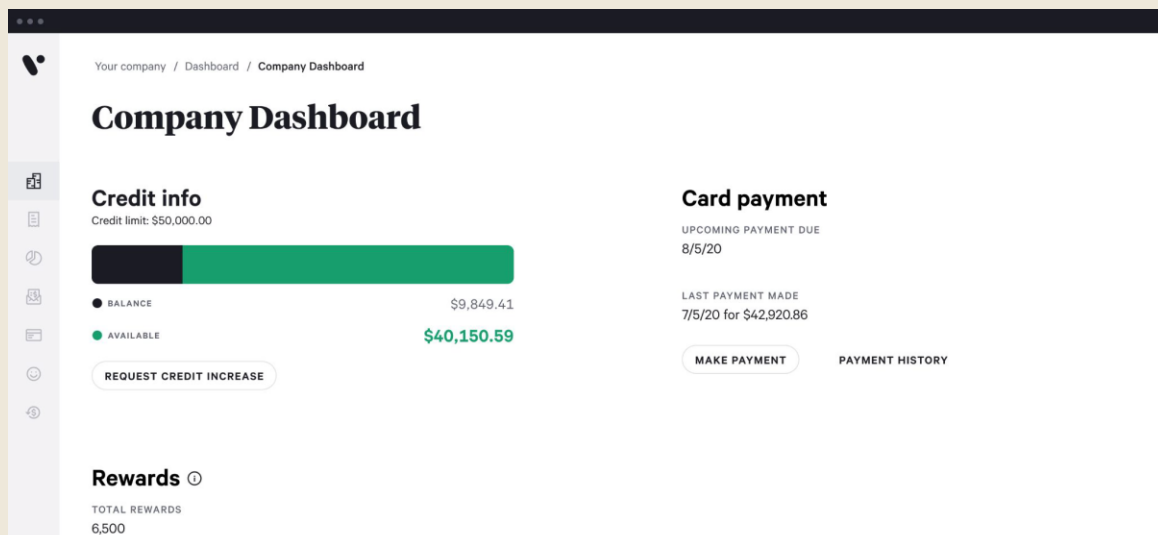 Your company / Dashboard / Company Dashboard
Company Dashboard
Credit info
Credit limit: $50,000.00
BALANCE $9,849.41
AVAILABLE $40,150.59
REQUEST CREDIT INCREASE
Card payment
UPCOMING PAYMENT DUE
8/5/20
LAST PAYMENT MADE
7/5/20 for $42,920.86
MAKE PAYMENT PAYMENT HISTORY
Rewards
TOTAL REWARDS
6,500